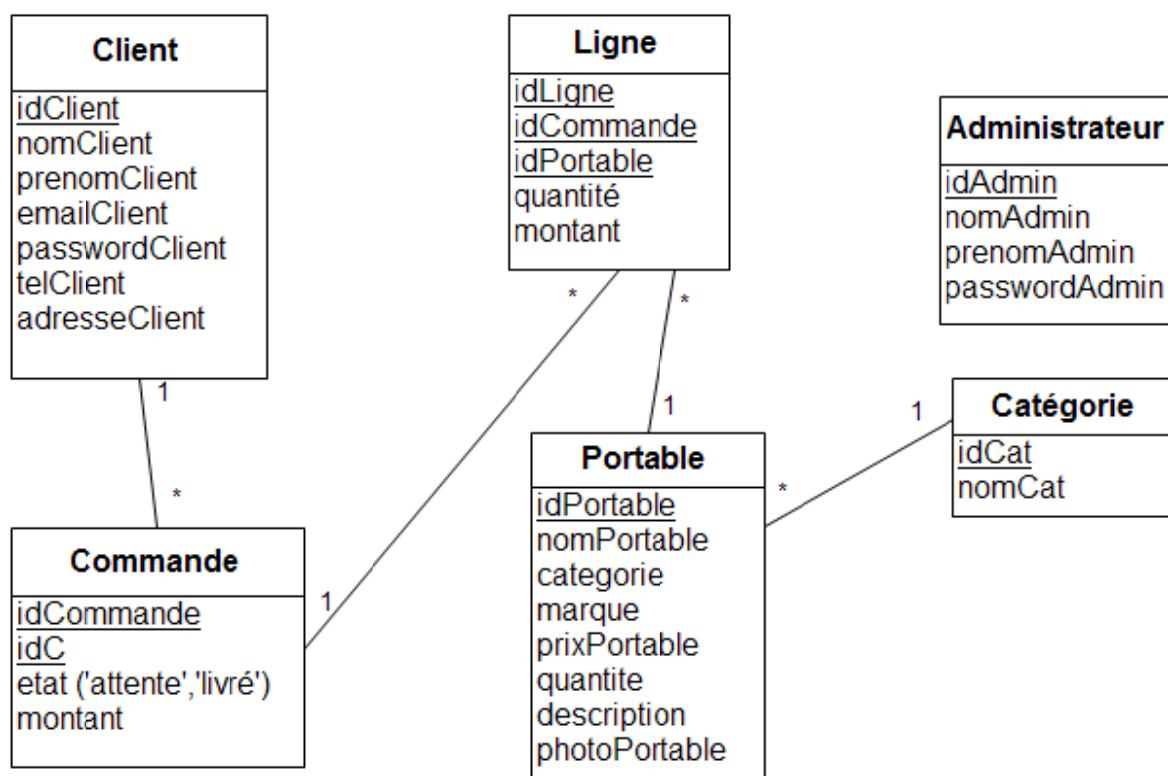 Client
idClient
nomClient
prenomClient
emailClient
passwordClient
telClient
adresseClient
1
*
Commande
idCommande
idC
etat ('attente','livré')
montant
1
Ligne
idLigne
idCommande
idPortable
quantité
montant
*
*
1
Portable
idPortable
nomPortable
categorie
marque
prixPortable
quantite
description
photoPortable
*
1
Administrateur
idAdmin
nomAdmin
prenomAdmin
passwordAdmin
Catégorie
idCat
nomCat